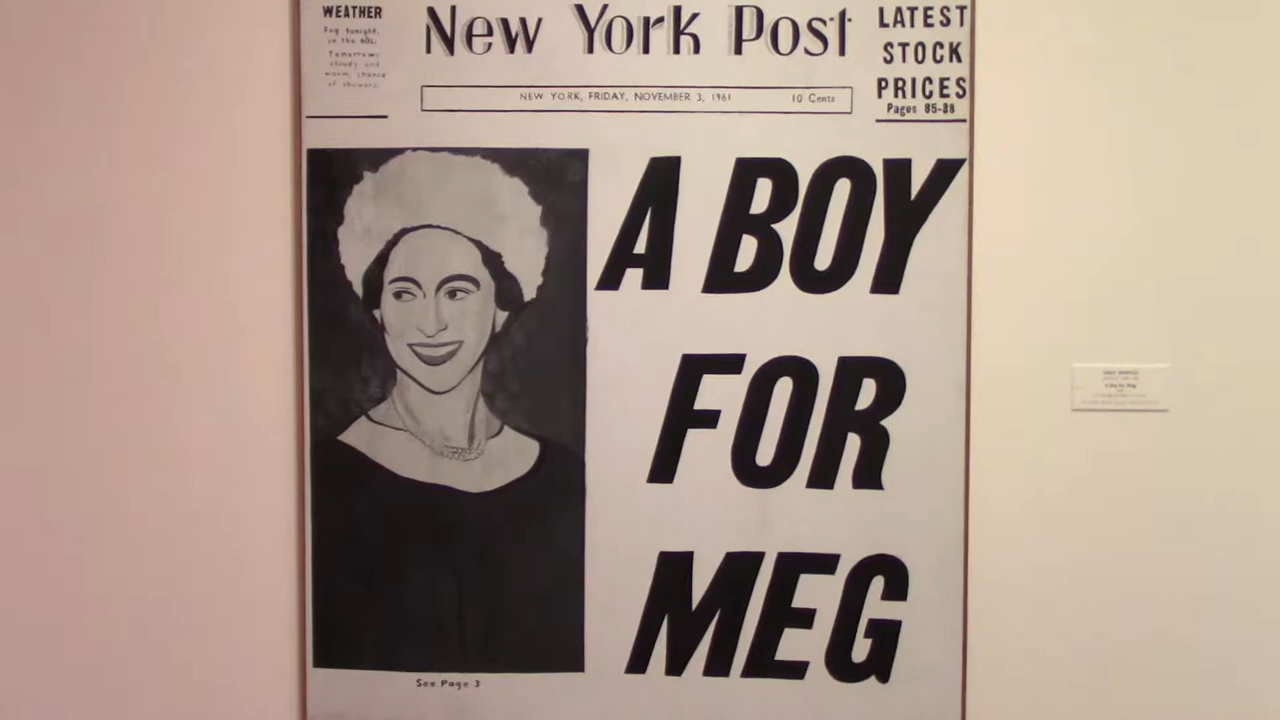 WEATHER
Fog tonight,
in the 60s.
Tomorrow:
cloudy and
warm, chance
of showers.
New York Post
NEW YORK, FRIDAY, NOVEMBER 3, 1961 10 Cents
LATEST
STOCK
PRICES
Pages 85-88
A BOY
FOR
MEG
See Page 3